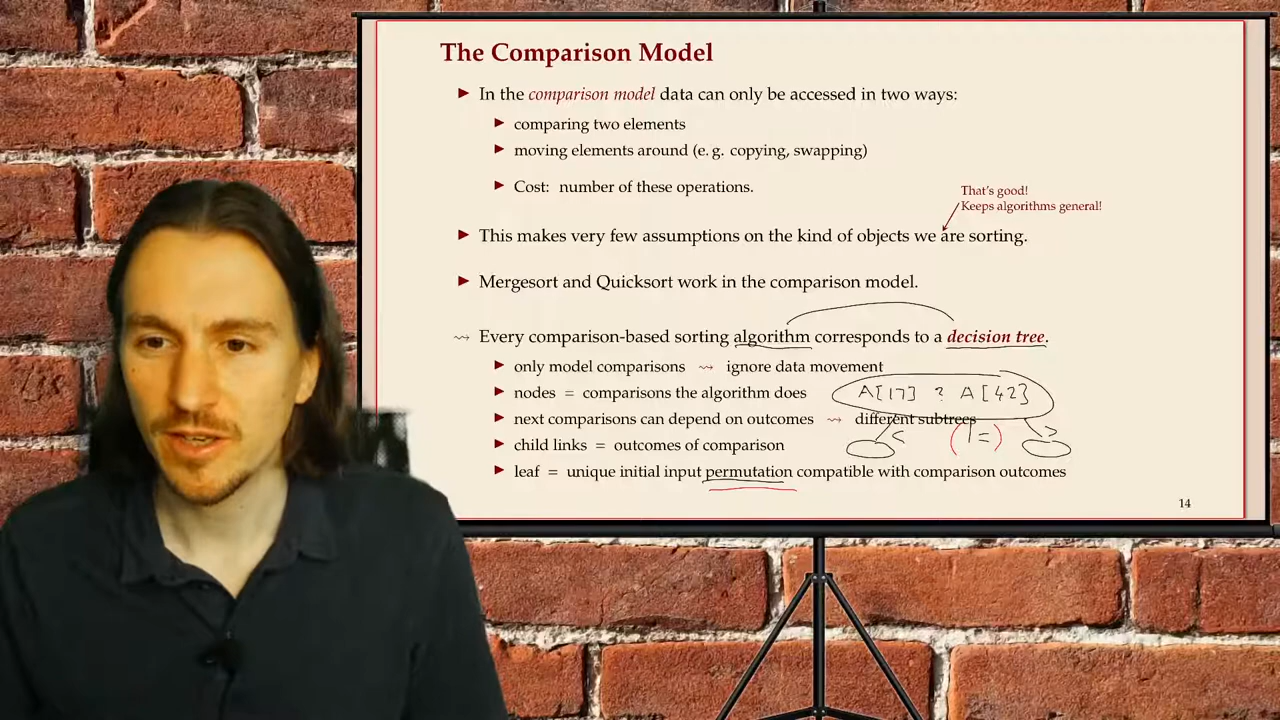 The Comparison Model
► In the comparison model data can only be accessed in two ways:
► comparing two elements
► moving elements around (e. g. copying, swapping)
► Cost: number of these operations.
That's good!
Keeps algorithms general!
► This makes very few assumptions on the kind of objects we are sorting.
► Mergesort and Quicksort work in the comparison model.
⇝ Every comparison-based sorting algorithm corresponds to a decision tree.
► only model comparisons ⇝ ignore data movement
► nodes = comparisons the algorithm does
A[17] ? A[42]
► next comparisons can depend on outcomes ⇝ different subtrees
< ( = ) >
► child links = outcomes of comparison
► leaf = unique initial input permutation compatible with comparison outcomes
14